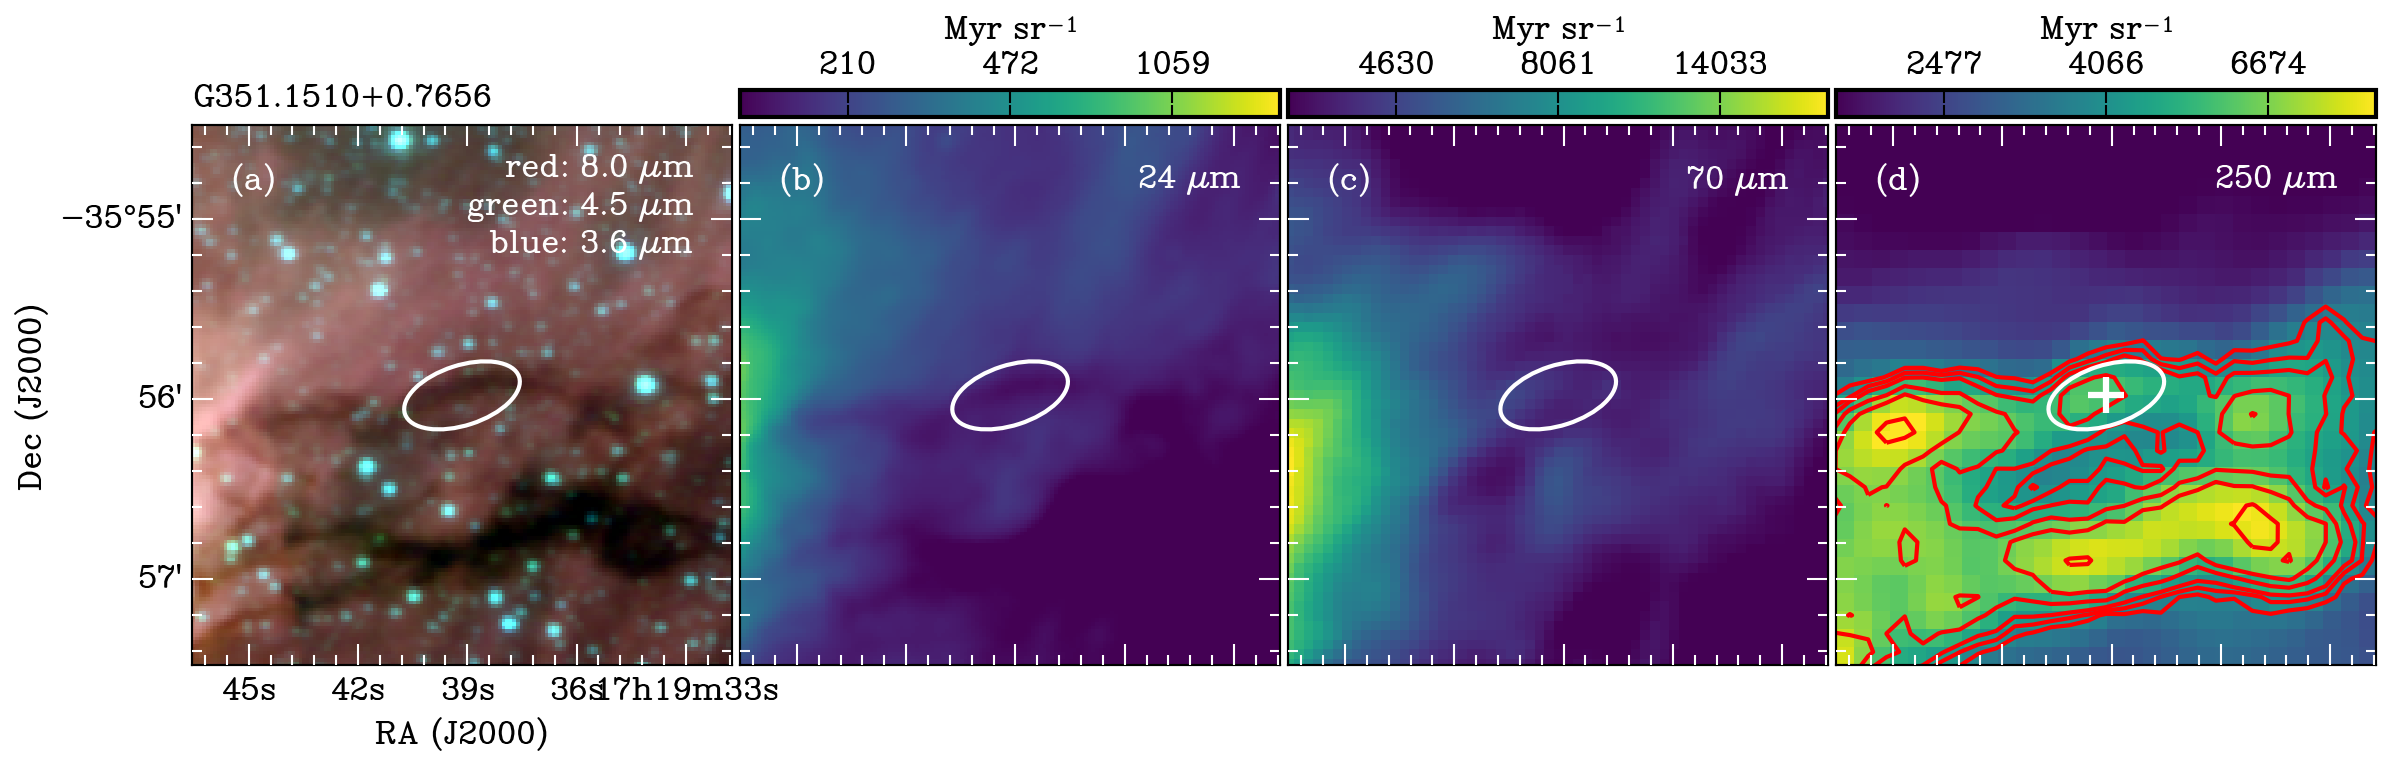 Myr sr⁻¹ Myr sr⁻¹ Myr sr⁻¹
210 472 1059 4630 8061 14033 2477 4066 6674
G351.1510+0.7656
(a) red: 8.0 μm
green: 4.5 μm
blue: 3.6 μm
(b) 24 μm
(c) 70 μm
(d) 250 μm
−35°55'
56'
57'
Dec (J2000)
45s 42s 39s 36s 17h19m33s
RA (J2000)